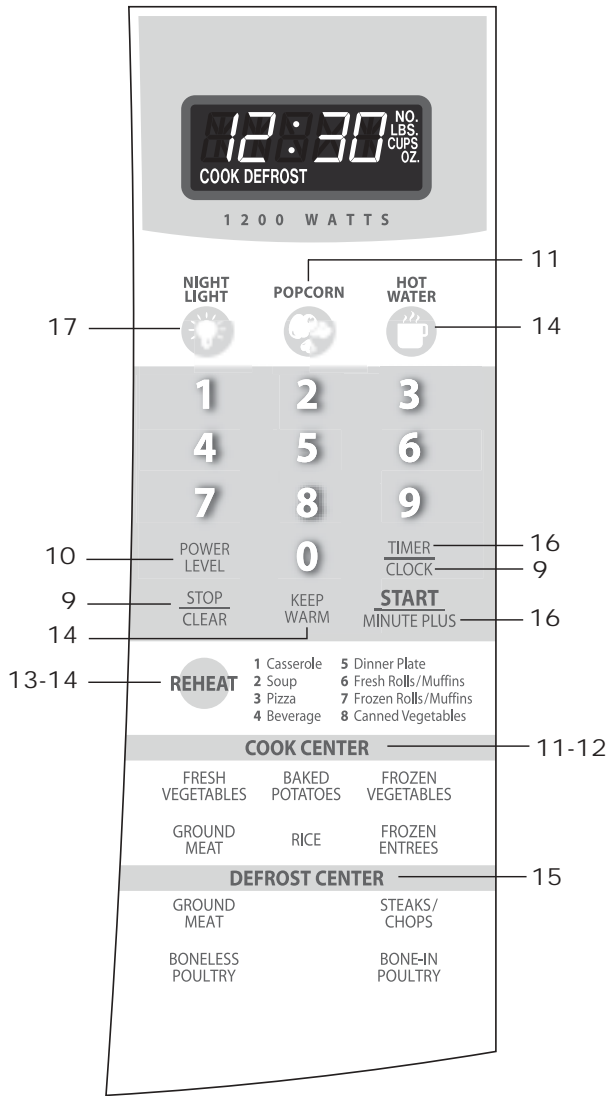 12:30
NO.
LBS.
CUPS
OZ.
COOK DEFROST
1200 WATTS
11
NIGHT
LIGHT
POPCORN
HOT
WATER
17
14
1 2 3
4 5 6
7 8 9
10
POWER
LEVEL
0
TIMER
CLOCK
16
9
9
STOP
CLEAR
14
KEEP
WARM
START
MINUTE PLUS
16
13-14
REHEAT
1 Casserole
2 Soup
3 Pizza
4 Beverage
5 Dinner Plate
6 Fresh Rolls/Muffins
7 Frozen Rolls/Muffins
8 Canned Vegetables
COOK CENTER
11-12
FRESH
VEGETABLES
BAKED
POTATOES
FROZEN
VEGETABLES
GROUND
MEAT
RICE
FROZEN
ENTREES
DEFROST CENTER
15
GROUND
MEAT
STEAKS/
CHOPS
BONELESS
POULTRY
BONE-IN
POULTRY